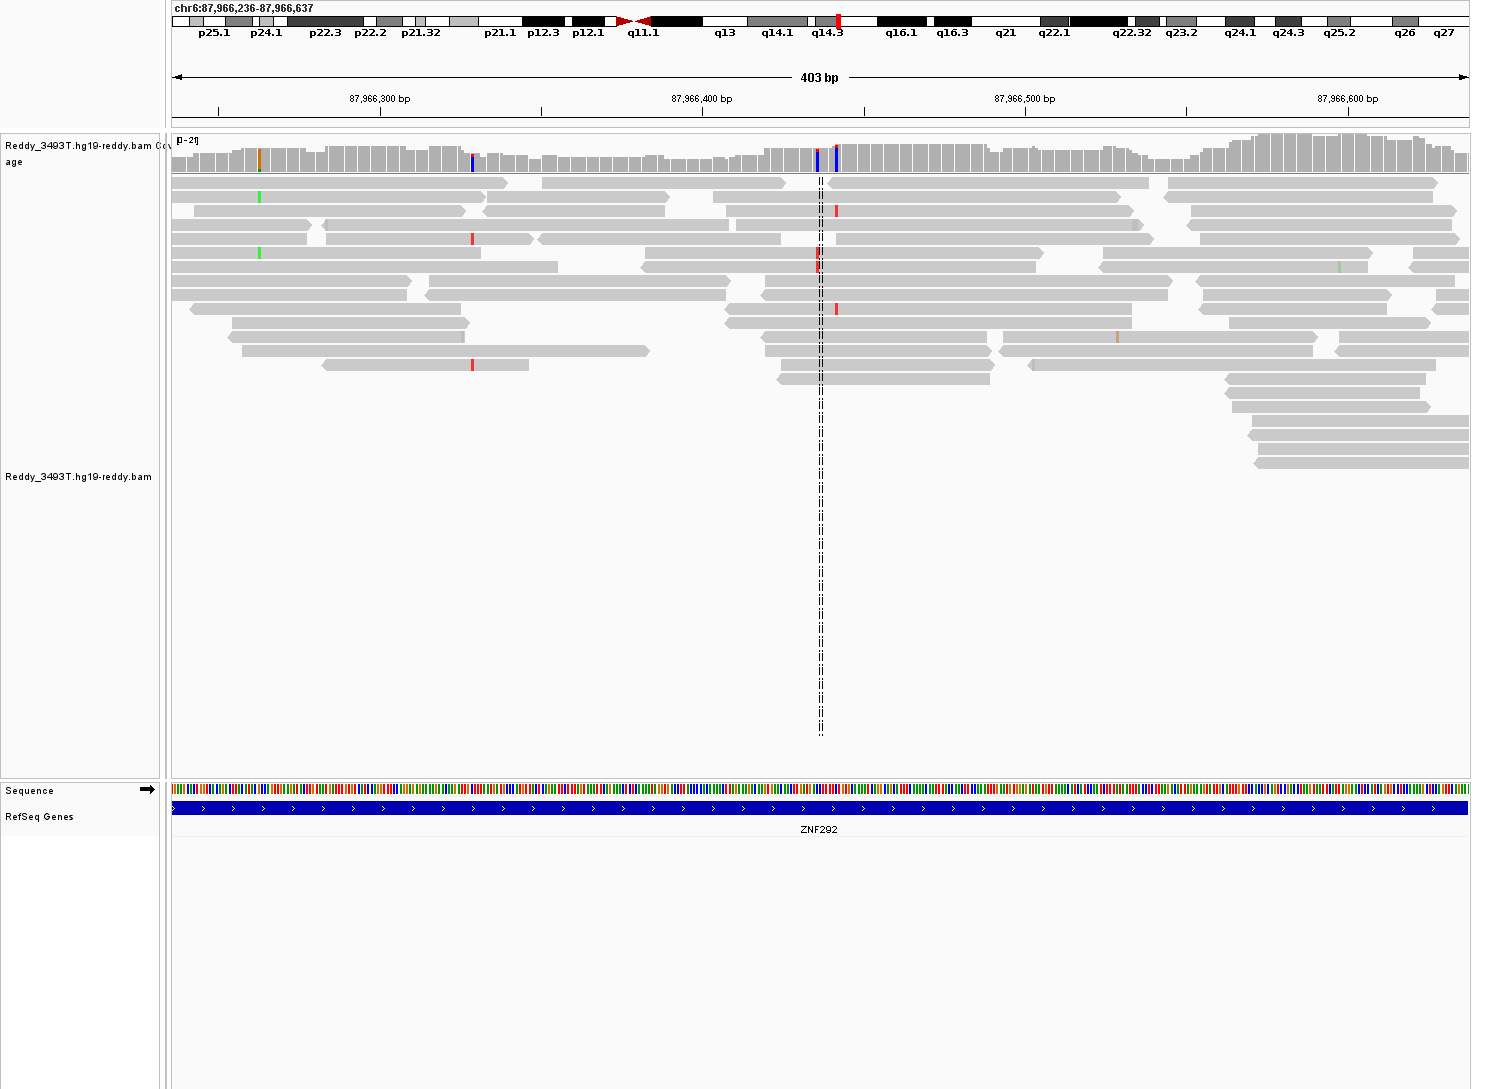 chr6:87,966,236-87,966,637
p25.1 p24.1 p22.3 p22.2 p21.32 p21.1 p12.3 p12.1 q11.1 q13 q14.1 q14.3 q16.1 q16.3 q21 q22.1 q22.32 q23.2 q24.1 q24.3 q25.2 q26 q27
403 bp
87,966,300 bp 87,966,400 bp 87,966,500 bp 87,966,600 bp
Reddy_3493T.hg19-reddy.bam Cov
age
[0-21]
Reddy_3493T.hg19-reddy.bam
Sequence
RefSeq Genes
ZNF292